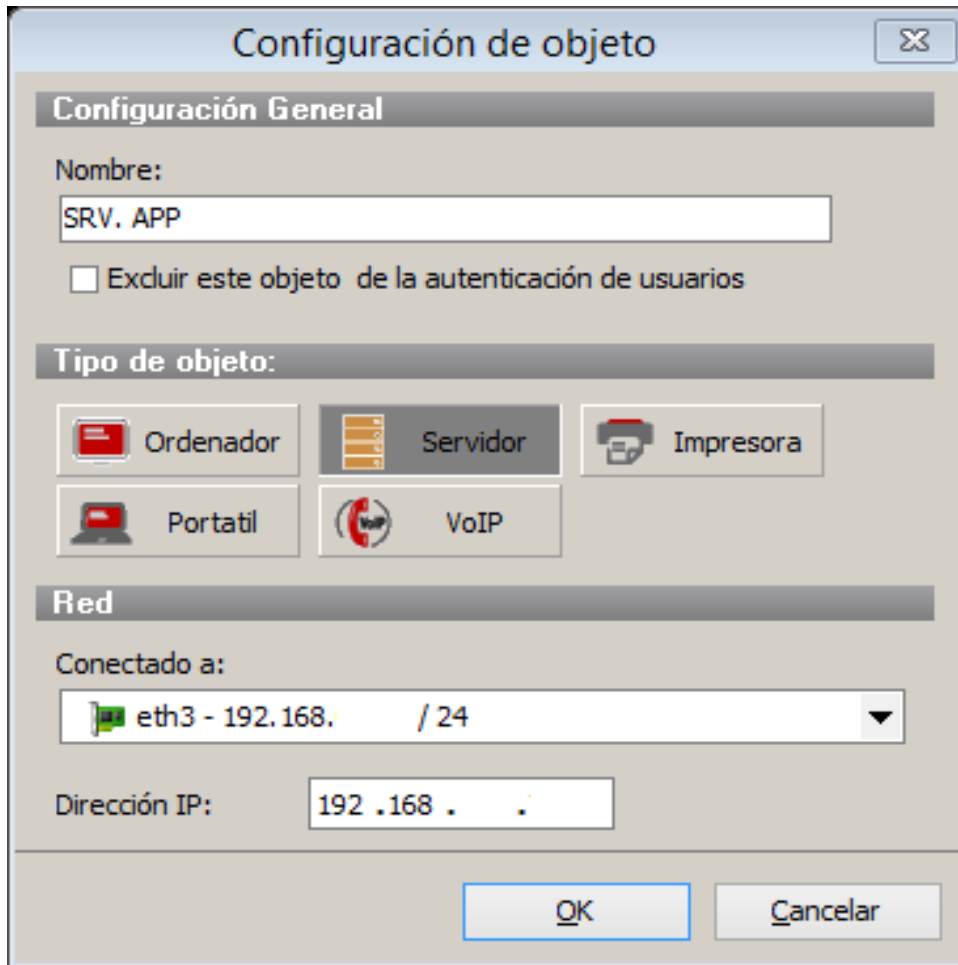 Configuración de objeto
Configuración General
Nombre:
SRV. APP
Excluir este objeto de la autenticación de usuarios
Tipo de objeto:
Ordenador Servidor Impresora
Portatil VoIP VoIP
Red
Conectado a:
eth3 - 192.168. / 24
Dirección IP: 192 .168 . .
OK Cancelar